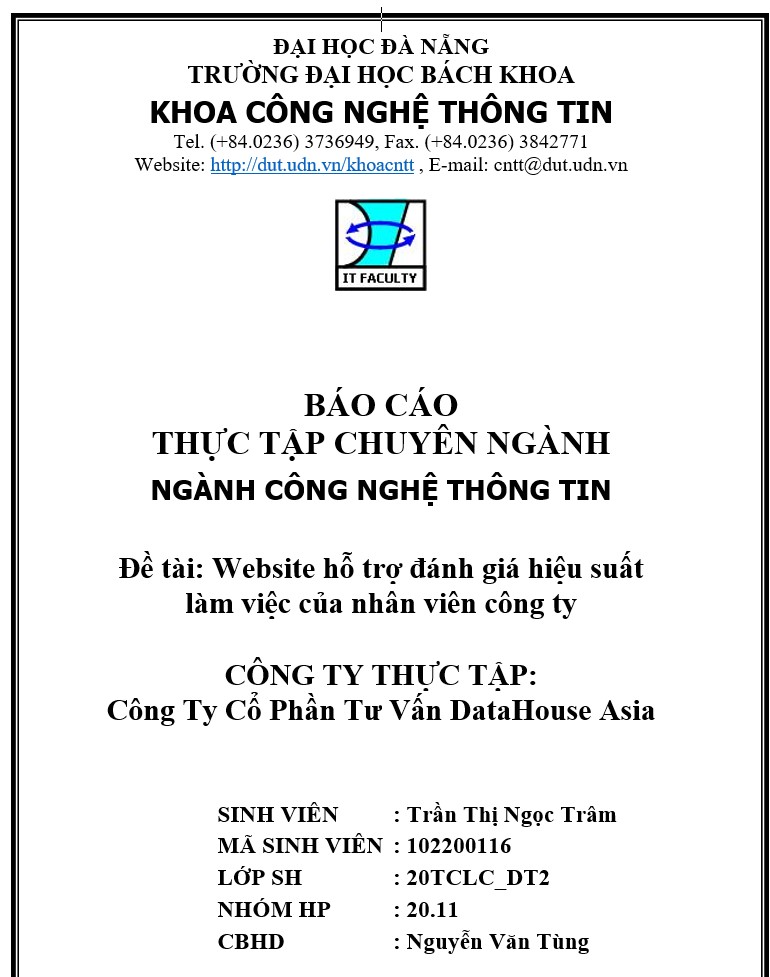 ĐẠI HỌC ĐÀ NẴNG
TRƯỜNG ĐẠI HỌC BÁCH KHOA
KHOA CÔNG NGHỆ THÔNG TIN
Tel. (+84.0236) 3736949, Fax. (+84.0236) 3842771
Website: http://dut.udn.vn/khoacntt , E-mail: cntt@dut.udn.vn
IT FACULTY
BÁO CÁO
THỰC TẬP CHUYÊN NGÀNH
NGÀNH CÔNG NGHỆ THÔNG TIN
Đề tài: Website hỗ trợ đánh giá hiệu suất
làm việc của nhân viên công ty
CÔNG TY THỰC TẬP:
Công Ty Cổ Phần Tư Vấn DataHouse Asia
SINH VIÊN : Trần Thị Ngọc Trâm
MÃ SINH VIÊN : 102200116
LỚP SH : 20TCLC_DT2
NHÓM HP : 20.11
CBHD : Nguyễn Văn Tùng